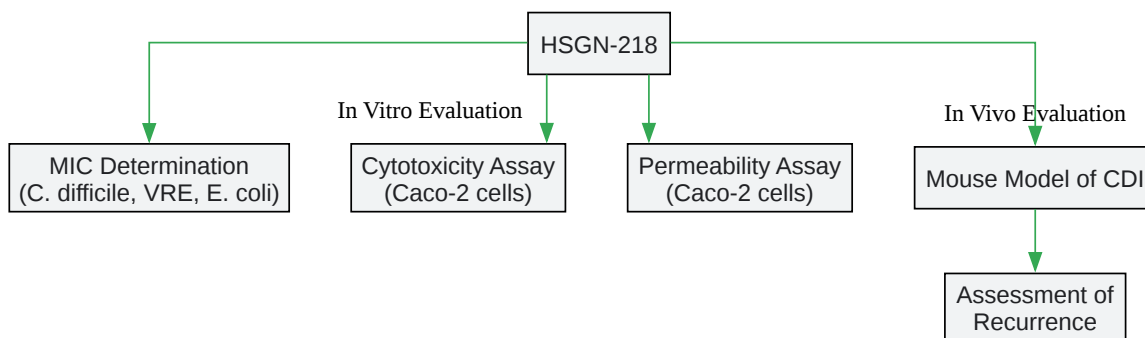 HSGN-218
In Vitro Evaluation
In Vivo Evaluation
MIC Determination
(C. difficile, VRE, E. coli)
Cytotoxicity Assay
(Caco-2 cells)
Permeability Assay
(Caco-2 cells)
Mouse Model of CDI
Assessment of
Recurrence